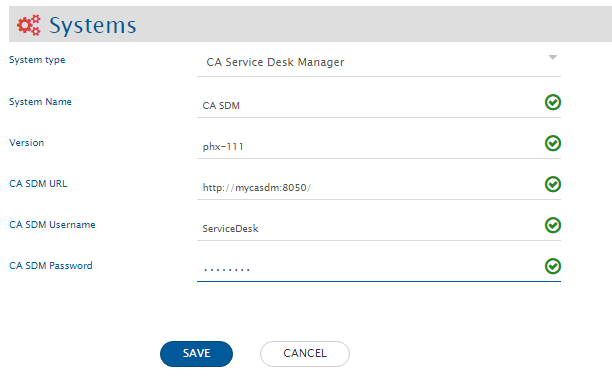 Systems
System type CA Service Desk Manager
System Name CA SDM
Version phx-111
CA SDM URL http://mycasdm:8050/
CA SDM Username ServiceDesk
CA SDM Password ........
SAVE CANCEL